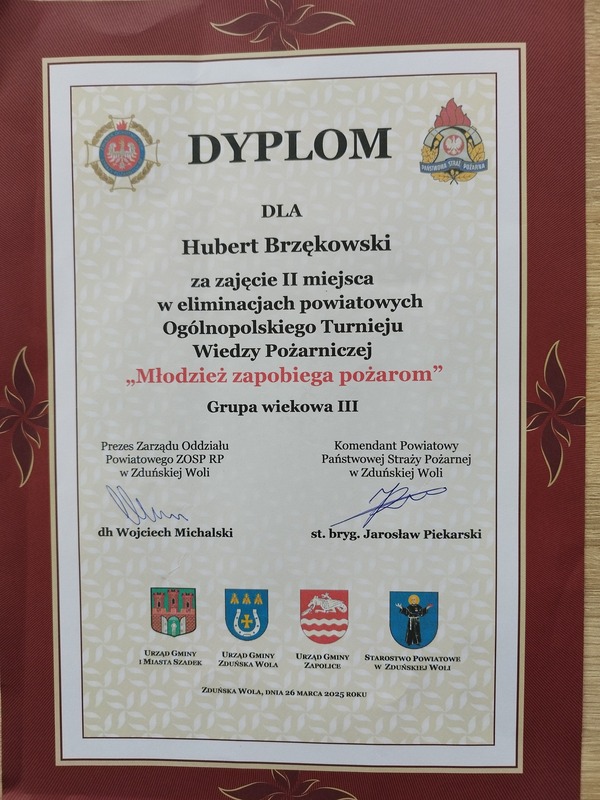 DYPLOM
PAŃSTWOWA STRAŻ POŻARNA
DLA
Hubert Brzękowski
za zajęcie II miejsca
w eliminacjach powiatowych
Ogólnopolskiego Turnieju
Wiedzy Pożarniczej
„Młodzież zapobiega pożarom”
Grupa wiekowa III
Prezes Zarządu Oddziału
Powiatowego ZOSP RP
w Zduńskiej Woli
dh Wojciech Michalski
Komendant Powiatowy
Państwowej Straży Pożarnej
w Zduńskiej Woli
st. bryg. Jarosław Piekarski
URZĄD GMINY
I MIASTA SZADEK
URZĄD GMINY
ZDUŃSKA WOLA
URZĄD GMINY
ZAPOLICE
STAROSTWO POWIATOWE
W ZDUŃSKIEJ WOLI
ZDUŃSKA WOLA, DNIA 26 MARCA 2025 ROKU